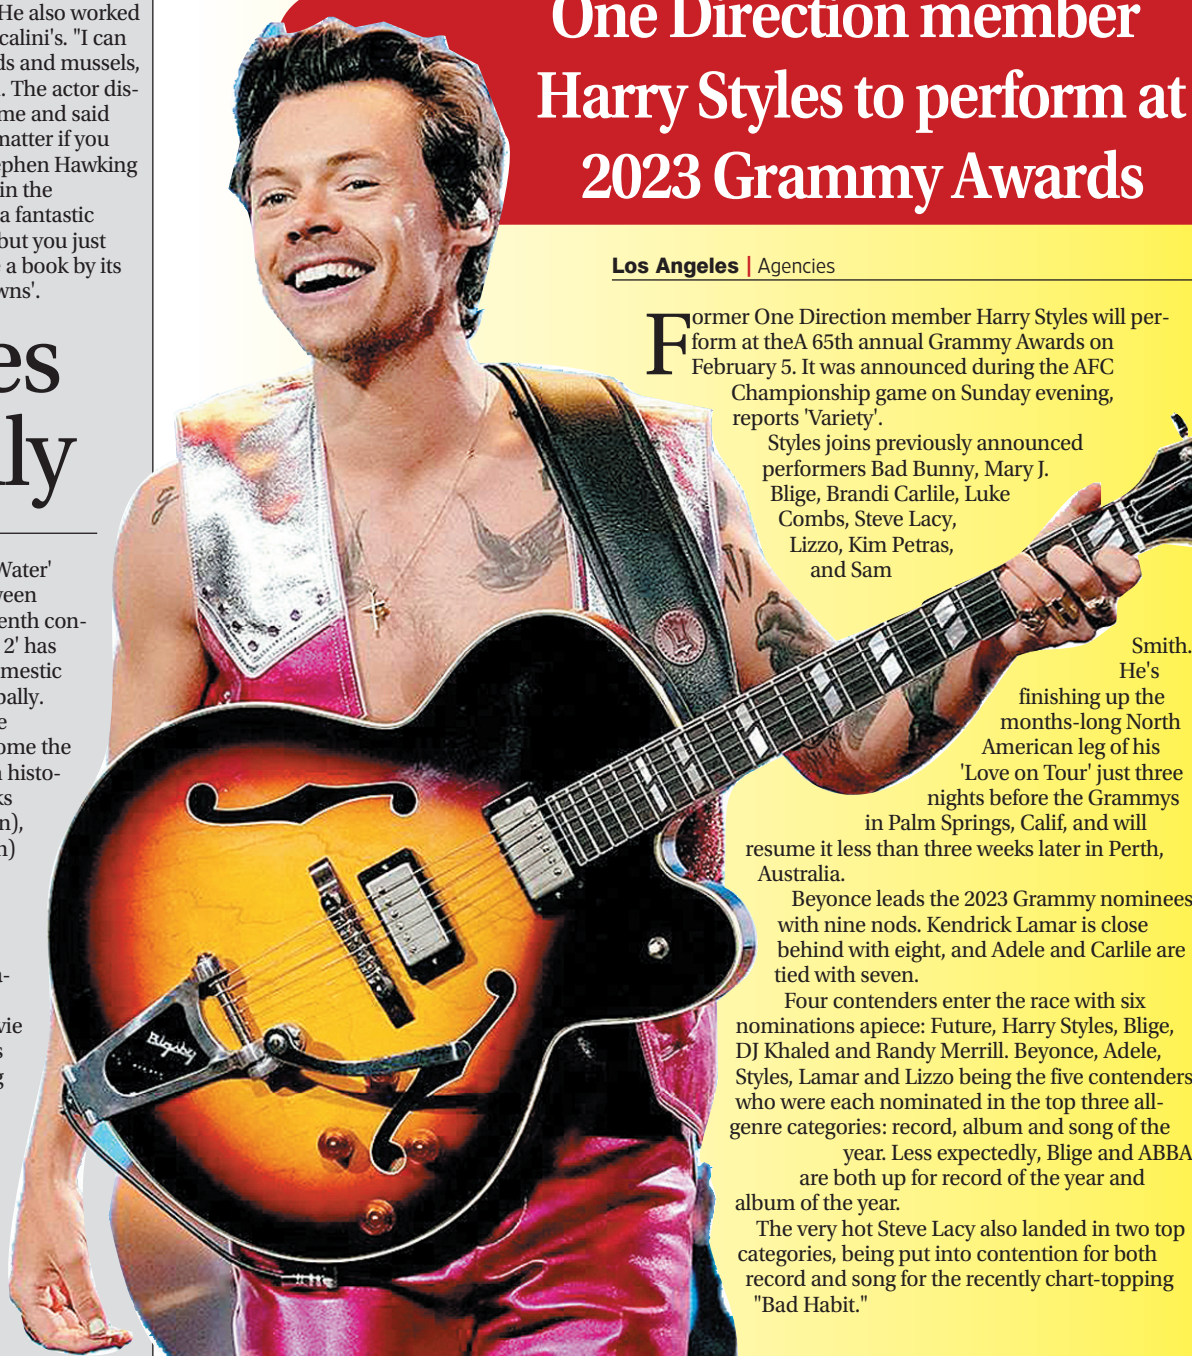 He also worked
calini's. "I can
ds and mussels,
. The actor dis-
me and said
matter if you
ephen Hawking
in the
a fantastic
but you just
a book by its
wns'.
es
lly
Water'
ween
enth con-
2' has
mestic
bally.
e
ome the
histo-
ks
n),
n)
a-
vie
s
g
One Direction member
Harry Styles to perform at
2023 Grammy Awards
Los Angeles | Agencies
Former One Direction member Harry Styles will per-
form at theA 65th annual Grammy Awards on
February 5. It was announced during the AFC
Championship game on Sunday evening,
reports 'Variety'.
Styles joins previously announced
performers Bad Bunny, Mary J.
Blige, Brandi Carlile, Luke
Combs, Steve Lacy,
Lizzo, Kim Petras,
and Sam
Smith.
He's
finishing up the
months-long North
American leg of his
'Love on Tour' just three
nights before the Grammys
in Palm Springs, Calif, and will
resume it less than three weeks later in Perth,
Australia.
Beyonce leads the 2023 Grammy nominees
with nine nods. Kendrick Lamar is close
behind with eight, and Adele and Carlile are
tied with seven.
Four contenders enter the race with six
nominations apiece: Future, Harry Styles, Blige,
DJ Khaled and Randy Merrill. Beyonce, Adele,
Styles, Lamar and Lizzo being the five contenders
who were each nominated in the top three all-
genre categories: record, album and song of the
year. Less expectedly, Blige and ABBA
are both up for record of the year and
album of the year.
The very hot Steve Lacy also landed in two top
categories, being put into contention for both
record and song for the recently chart-topping
"Bad Habit."
Bigsby